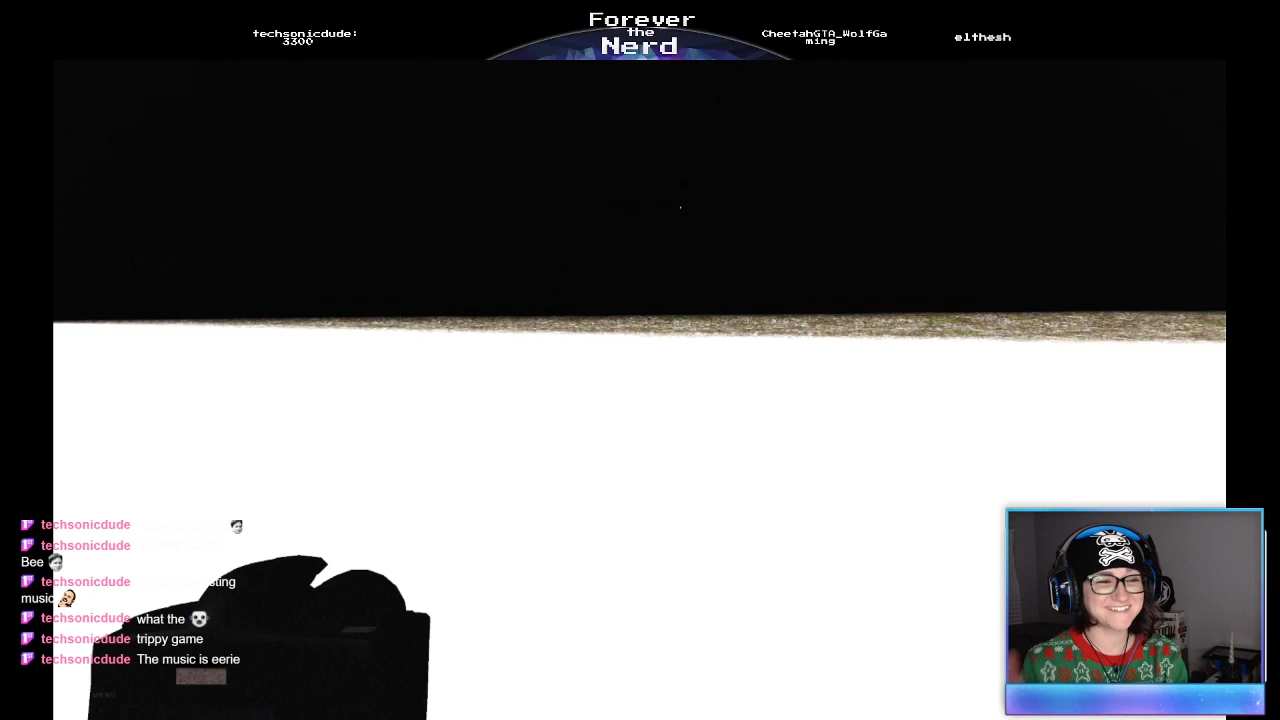 techsonicdude:
3300
Forever
the
Nerd
CheetahGTA_WolfGa
ming
elthesh
techsonicdude
techsonicdude
Bee
techsonicdude
music
techsonicdude what the
techsonicdude trippy game
techsonicdude The music is eerie
MENU